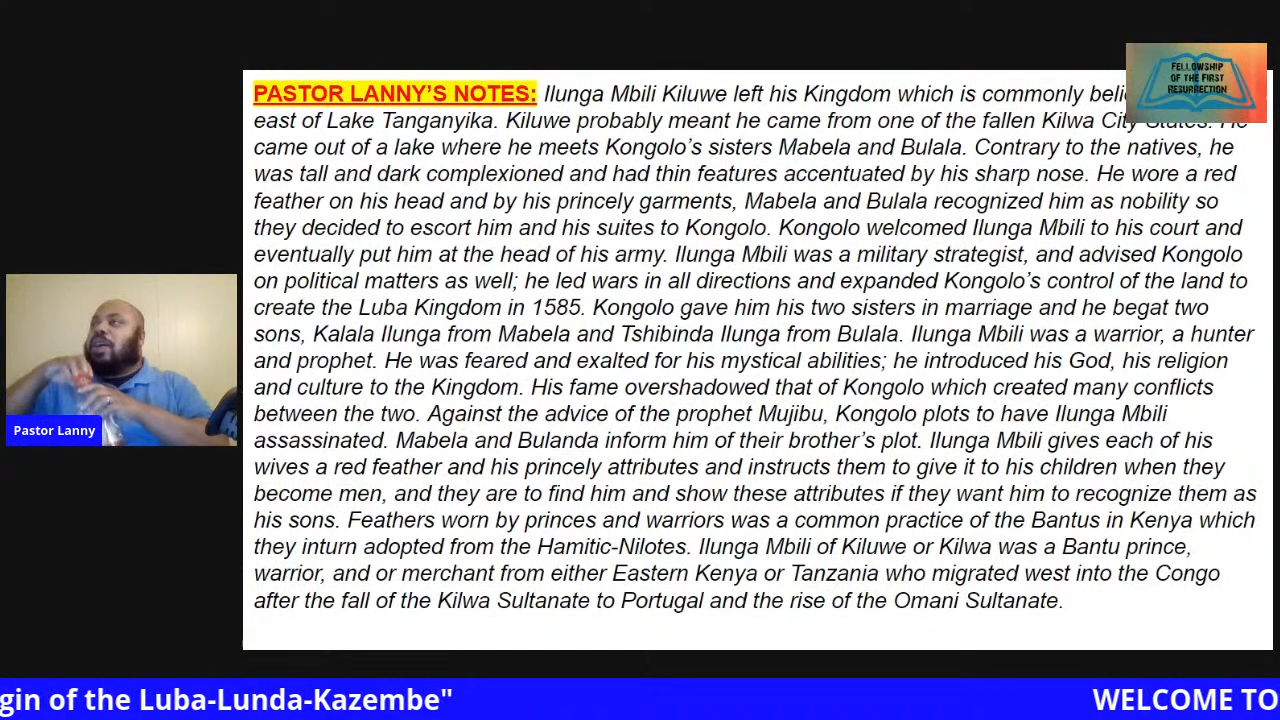 FELLOWSHIP
OF THE FIRST
RESURRECTION
PASTOR LANNY'S NOTES: Ilunga Mbili Kiluwe left his Kingdom which is commonly
east of Lake Tanganyika. Kiluwe probably meant he came from one of the fallen Kilwa City States. He
came out of a lake where he meets Kongolo's sisters Mabela and Bulala. Contrary to the natives, he
was tall and dark complexioned and had thin features accentuated by his sharp nose. He wore a red
feather on his head and by his princely garments, Mabela and Bulala recognized him as nobility so
they decided to escort him and his suites to Kongolo. Kongolo welcomed Ilunga Mbili to his court and
eventually put him at the head of his army. Ilunga Mbili was a military strategist, and advised Kongolo
on political matters as well; he led wars in all directions and expanded Kongolo's control of the land to
create the Luba Kingdom in 1585. Kongolo gave him his two sisters in marriage and he begat two
sons, Kalala Ilunga from Mabela and Tshibinda Ilunga from Bulala. Ilunga Mbili was a warrior, a hunter
and prophet. He was feared and exalted for his mystical abilities; he introduced his God, his religion
and culture to the Kingdom. His fame overshadowed that of Kongolo which created many conflicts
between the two. Against the advice of the prophet Mujibu, Kongolo plots to have Ilunga Mbili
assassinated. Mabela and Bulanda inform him of their brother's plot. Ilunga Mbili gives each of his
wives a red feather and his princely attributes and instructs them to give it to his children when they
become men, and they are to find him and show these attributes if they want him to recognize them as
his sons. Feathers worn by princes and warriors was a common practice of the Bantus in Kenya which
they inturn adopted from the Hamitic-Nilotes. Ilunga Mbili of Kiluwe or Kilwa was a Bantu prince,
warrior, and or merchant from either Eastern Kenya or Tanzania who migrated west into the Congo
after the fall of the Kilwa Sultanate to Portugal and the rise of the Omani Sultanate.
Pastor Lanny
gin of the Luba-Lunda-Kazembe" WELCOME TO